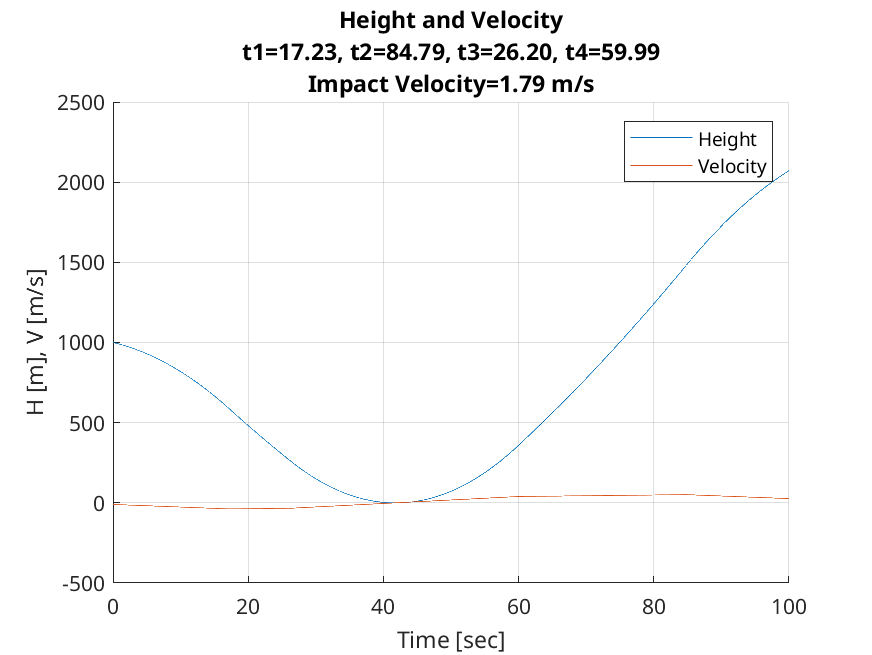 Height and Velocity
t1=17.23, t2=84.79, t3=26.20, t4=59.99
Impact Velocity=1.79 m/s
2500
2000
1500
1000
500
0
-500
H [m], V [m/s]
Height
Velocity
0 20 40 60 80 100
Time [sec]